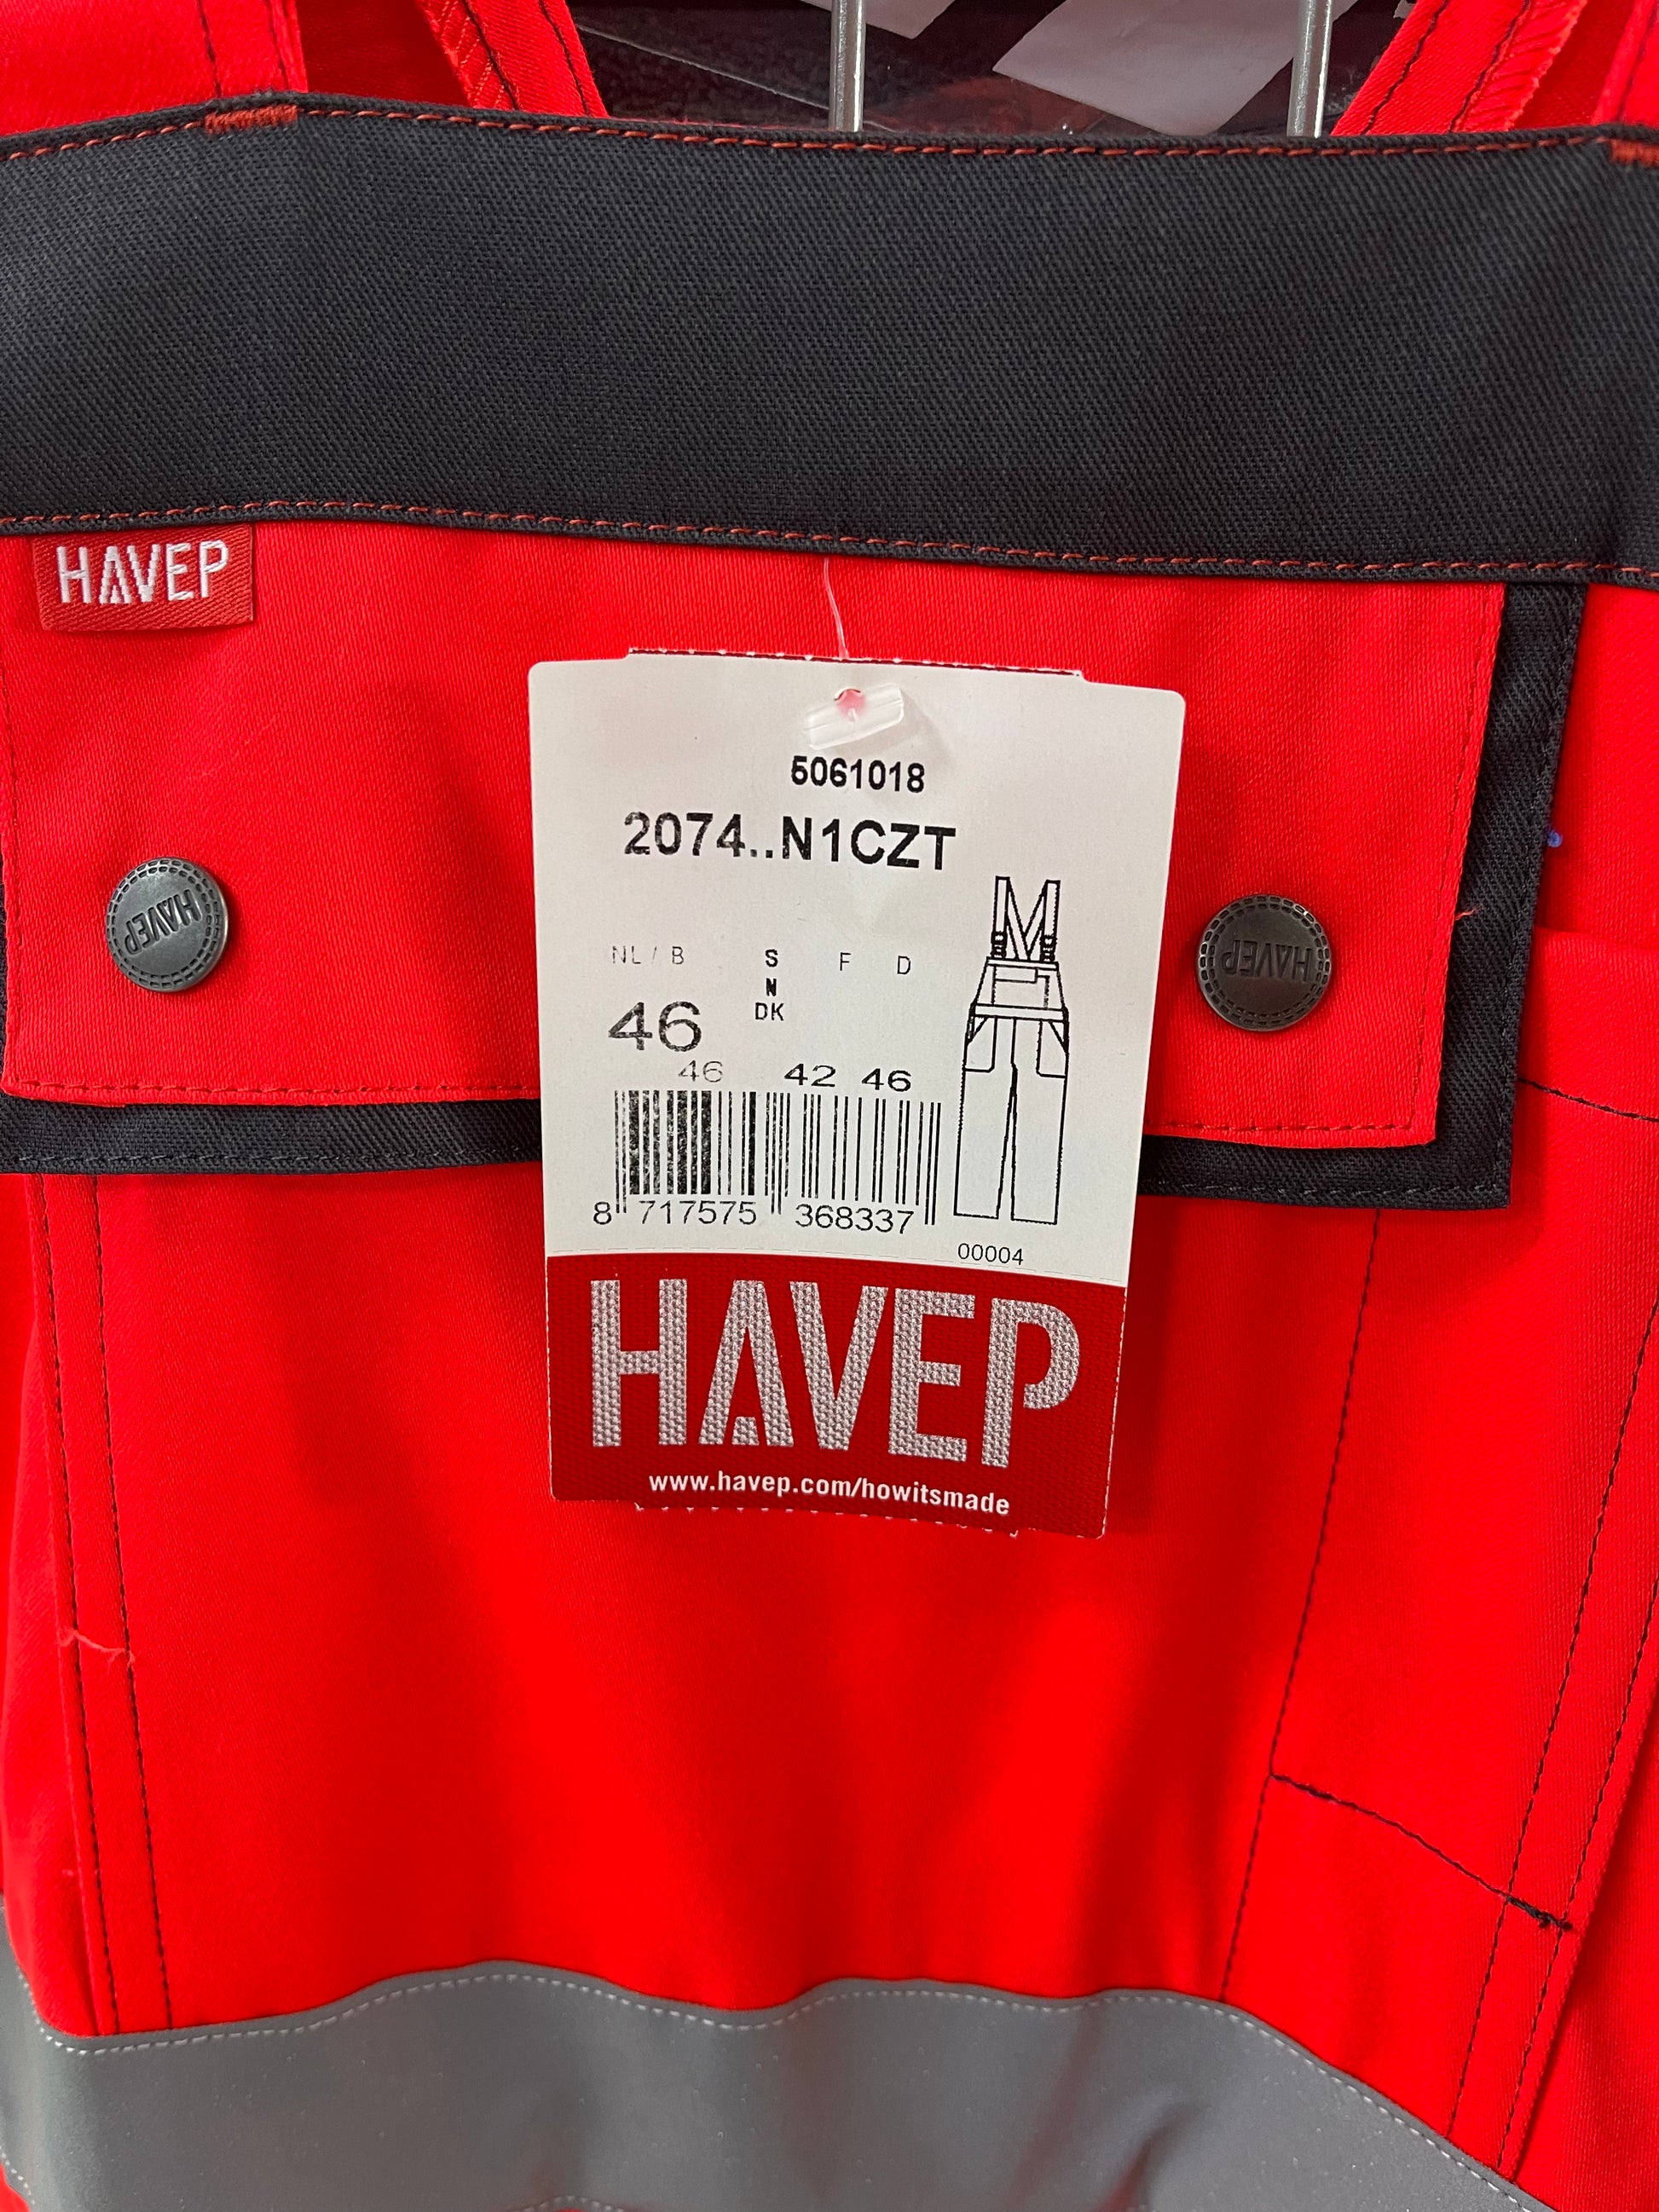 HAVEP
5061018
2074..N1CZT
NL / B S F D
N
DK
46
46 42 46
8 717575 368337
00004
HAVEP
www.havep.com/howitsmade
HAVEP
HAVEP